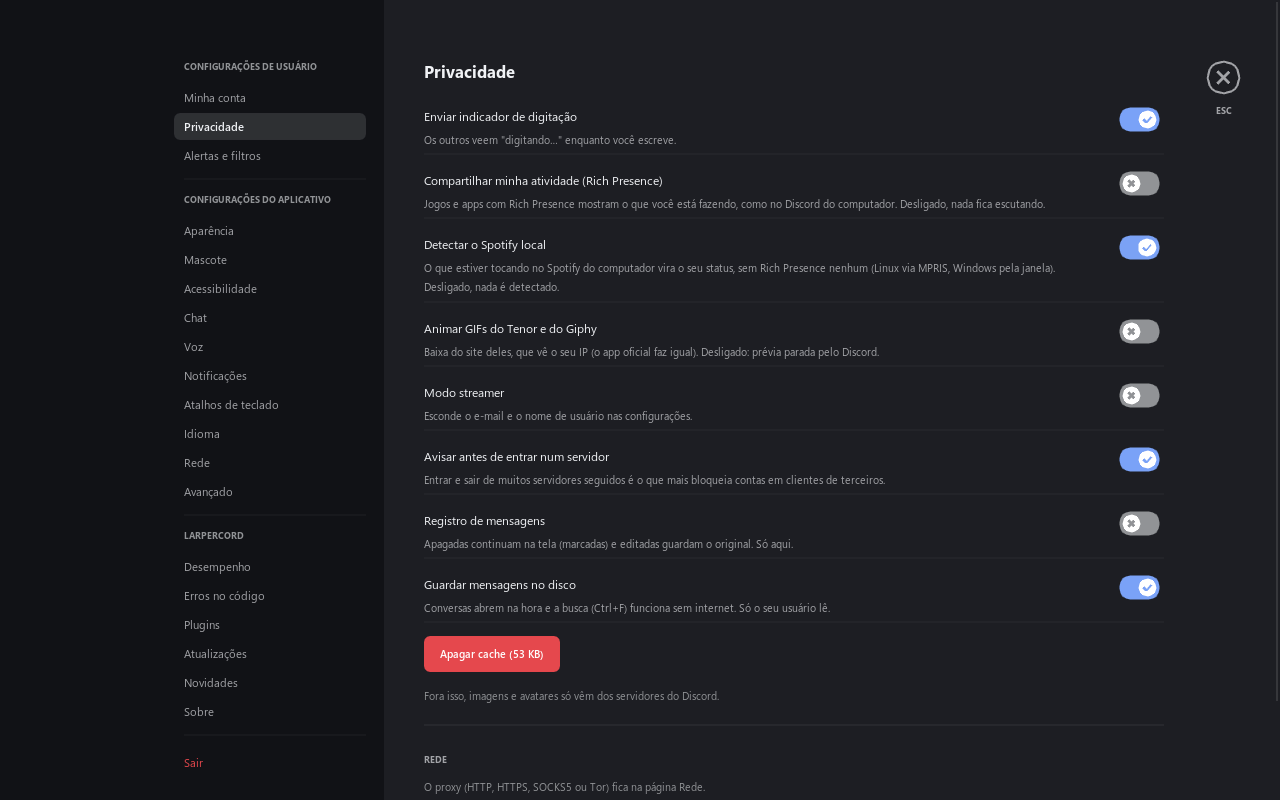 CONFIGURAÇÕES DE USUÁRIO
Minha conta
Privacidade
Alertas e filtros
CONFIGURAÇÕES DO APLICATIVO
Aparência
Mascote
Acessibilidade
Chat
Voz
Notificações
Atalhos de teclado
Idioma
Rede
Avançado
LARPERCORD
Desempenho
Erros no código
Plugins
Atualizações
Novidades
Sobre
Sair
Privacidade
ESC
Enviar indicador de digitação
Os outros veem "digitando..." enquanto você escreve.
Compartilhar minha atividade (Rich Presence)
Jogos e apps com Rich Presence mostram o que você está fazendo, como no Discord do computador. Desligado, nada fica escutando.
Detectar o Spotify local
O que estiver tocando no Spotify do computador vira o seu status, sem Rich Presence nenhum (Linux via MPRIS, Windows pela janela).
Desligado, nada é detectado.
Animar GIFs do Tenor e do Giphy
Baixa do site deles, que vê o seu IP (o app oficial faz igual). Desligado: prévia parada pelo Discord.
Modo streamer
Esconde o e-mail e o nome de usuário nas configurações.
Avisar antes de entrar num servidor
Entrar e sair de muitos servidores seguidos é o que mais bloqueia contas em clientes de terceiros.
Registro de mensagens
Apagadas continuam na tela (marcadas) e editadas guardam o original. Só aqui.
Guardar mensagens no disco
Conversas abrem na hora e a busca (Ctrl+F) funciona sem internet. Só o seu usuário lê.
Apagar cache (53 KB)
Fora isso, imagens e avatares só vêm dos servidores do Discord.
REDE
O proxy (HTTP, HTTPS, SOCKS5 ou Tor) fica na página Rede.